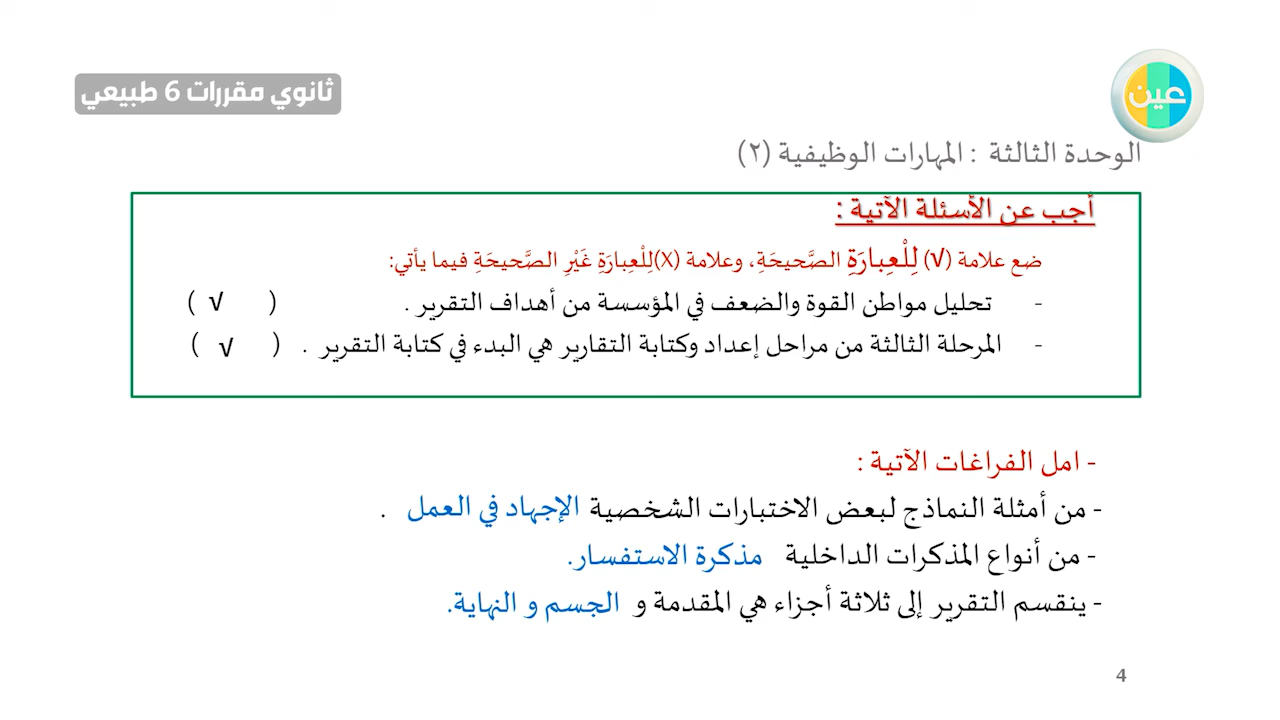 ثانوي مقررات 6 طبيعي
عين
الوحدة الثالثة : المهارات الوظيفية (٢)
أجب عن الأسئلة الآتية :
ضع علامة (√) لِلْعِبارَةِ الصَّحيحَةِ، وعلامة (X)لِلْعِبارَةِ غَيْرِ الصَّحيحَةِ فيما يأتي:
- تحليل مواطن القوة والضعف في المؤسسة من أهداف التقرير . ( √ )
- المرحلة الثالثة من مراحل إعداد وكتابة التقارير هي البدء في كتابة التقرير . ( √ )
- امل الفراغات الآتية :
- من أمثلة النماذج لبعض الاختبارات الشخصية الإجهاد في العمل .
- من أنواع المذكرات الداخلية مذكرة الاستفسار.
- ينقسم التقرير إلى ثلاثة أجزاء هي المقدمة و الجسم و النهاية.
4